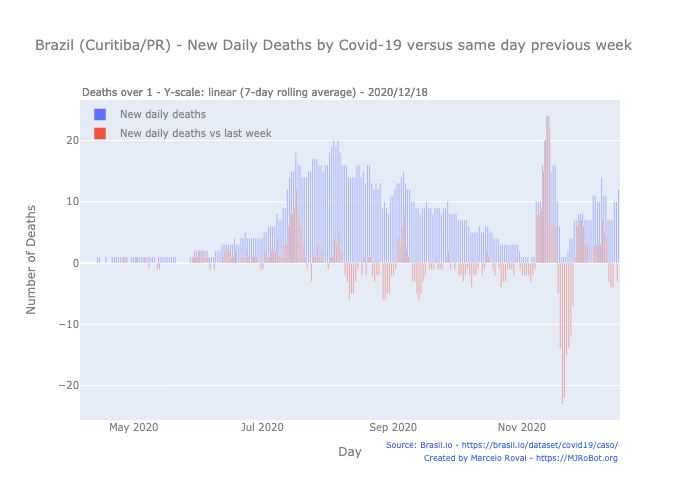 Brazil (Curitiba/PR) - New Daily Deaths by Covid-19 versus same day previous week
Deaths over 1 - Y-scale: linear (7-day rolling average) - 2020/12/18
New daily deaths
New daily deaths vs last week
20
10
0
−10
−20
Number of Deaths
May 2020
Jul 2020
Sep 2020
Nov 2020
Day
Source: Brasil.io - https://brasil.io/dataset/covid19/caso/
Created by Marcelo Rovai - https://MJRoBot.org